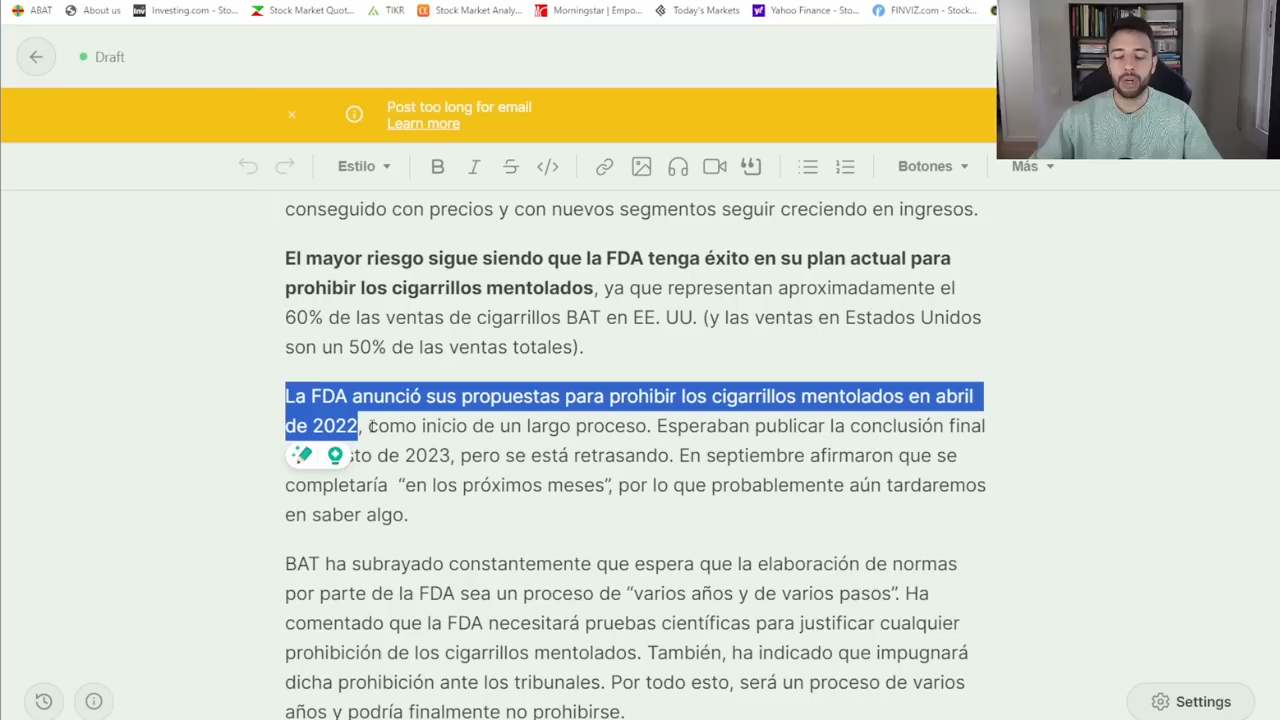 ABAT About us Investing.com - Sto... Stock Market Quot... TIKR Stock Market Analy... Morningstar | Empo... Today's Markets Yahoo Finance - Sto... FINVIZ.com - Stock...
Draft
Post too long for email
Learn more
Estilo B I S </> Botones Más
conseguido con precios y con nuevos segmentos seguir creciendo en ingresos.
El mayor riesgo sigue siendo que la FDA tenga éxito en su plan actual para
prohibir los cigarrillos mentolados, ya que representan aproximadamente el
60% de las ventas de cigarrillos BAT en EE. UU. (y las ventas en Estados Unidos
son un 50% de las ventas totales).
La FDA anunció sus propuestas para prohibir los cigarrillos mentolados en abril
de 2022, como inicio de un largo proceso. Esperaban publicar la conclusión final
sto de 2023, pero se está retrasando. En septiembre afirmaron que se
completaría “en los próximos meses”, por lo que probablemente aún tardaremos
en saber algo.
BAT ha subrayado constantemente que espera que la elaboración de normas
por parte de la FDA sea un proceso de “varios años y de varios pasos”. Ha
comentado que la FDA necesitará pruebas científicas para justificar cualquier
prohibición de los cigarrillos mentolados. También, ha indicado que impugnará
dicha prohibición ante los tribunales. Por todo esto, será un proceso de varios
años y podría finalmente no prohibirse.
Settings